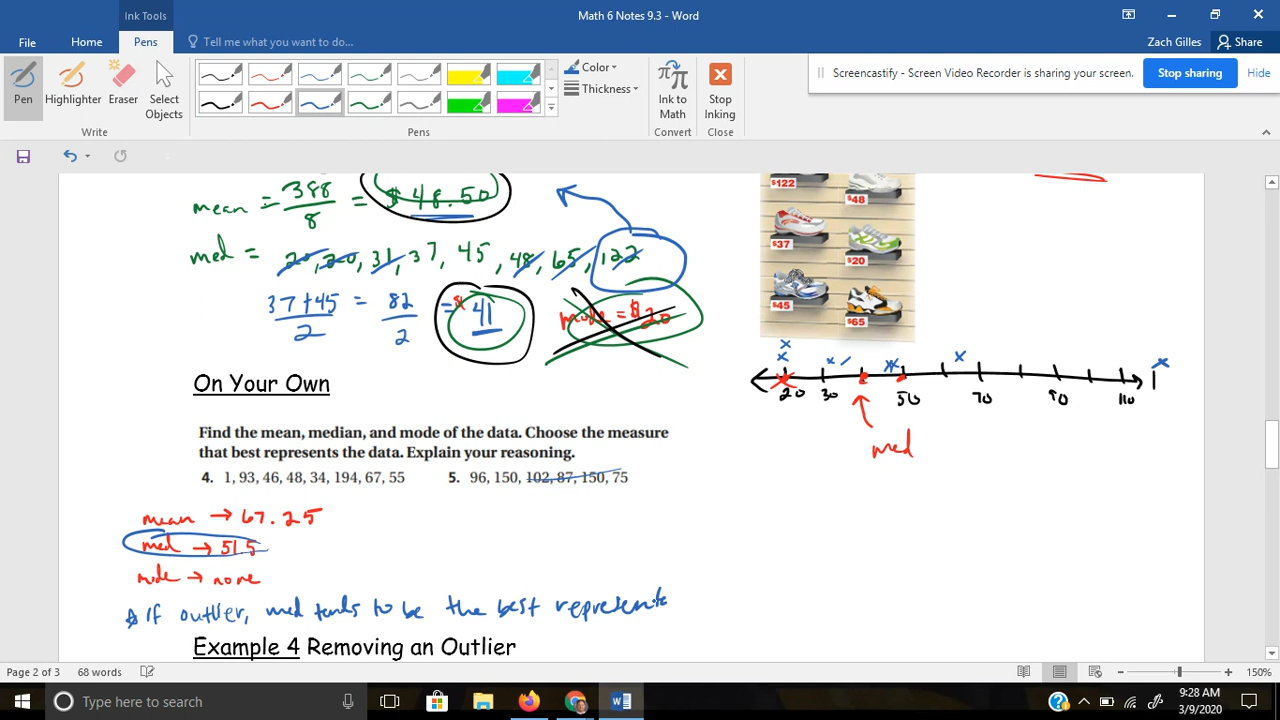 Ink Tools
Math 6 Notes 9.3 - Word
File Home Pens Tell me what you want to do... Zach Gilles Share
Screencastify - Screen Video Recorder is sharing your screen. Stop sharing Hide
Pen Highlighter Eraser Select Objects
Color
Thickness
Ink to Math
Stop Inking
Write Pens Convert Close
mean = 388/8 = $48.50
med = 20, 20, 31, 37, 45, 48, 65, 122
37+45/2 = 82/2 = $41
mode = $20
$122
$48
$37
$20
$45
$65
20 30 50 70 90 110
med
On Your Own
Find the mean, median, and mode of the data. Choose the measure
that best represents the data. Explain your reasoning.
4. 1, 93, 46, 48, 34, 194, 67, 55 5. 96, 150, 102, 87, 150, 75
mean → 67.25
med → 51.5
mode → none
If outlier, med tends to be the best represente
Example 4 Removing an Outlier
Page 2 of 3 68 words 150%
Type here to search
9:28 AM
3/9/2020